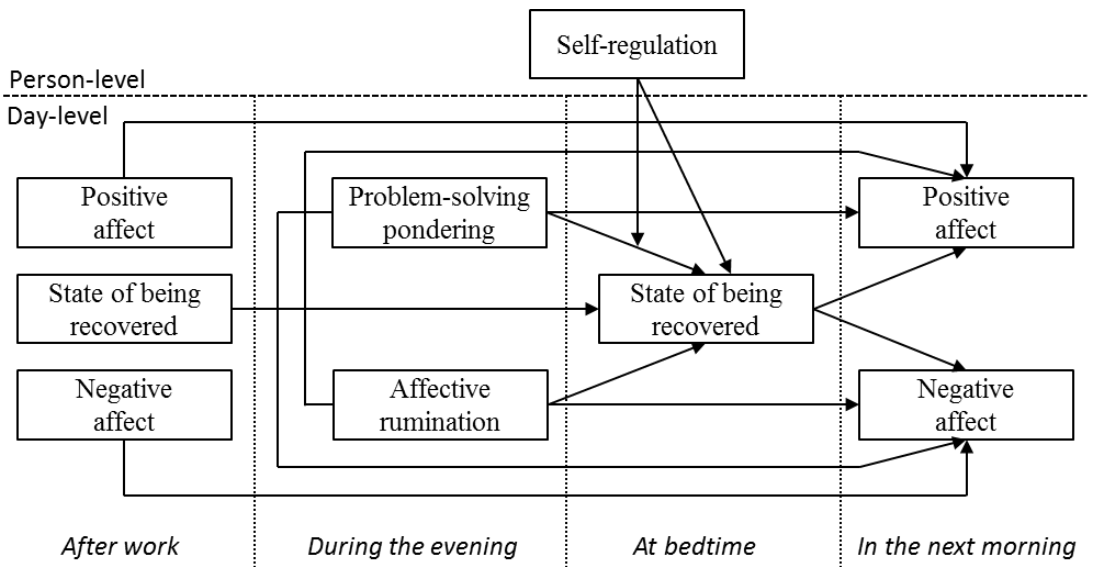 Self-regulation
Person-level
Day-level
Positive
affect
Problem-solving
pondering
Positive
affect
State of being
recovered
State of being
recovered
Negative
affect
Affective
rumination
Negative
affect
After work
During the evening
At bedtime
In the next morning